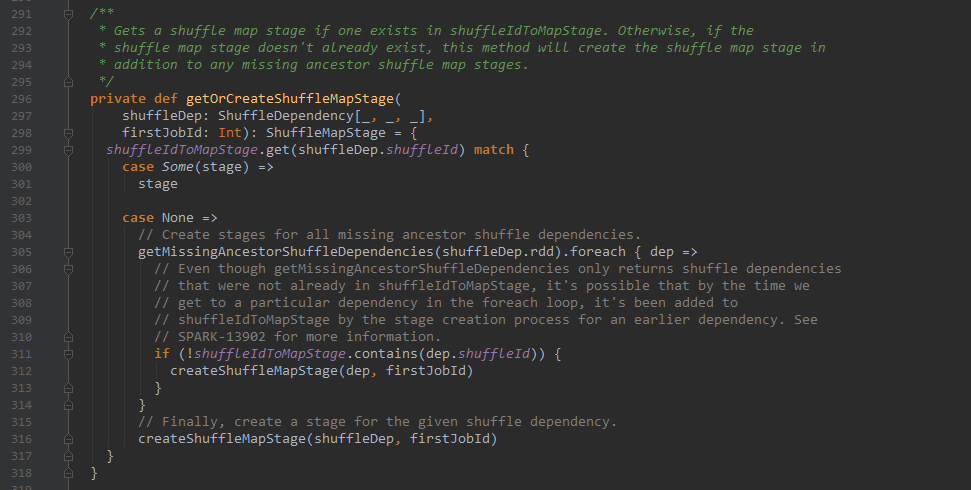 291 /**
292 * Gets a shuffle map stage if one exists in shuffleIdToMapStage. Otherwise, if the
293 * shuffle map stage doesn't already exist, this method will create the shuffle map stage in
294 * addition to any missing ancestor shuffle map stages.
295 */
296 private def getOrCreateShuffleMapStage(
297 shuffleDep: ShuffleDependency[_, _, _],
298 firstJobId: Int): ShuffleMapStage = {
299 shuffleIdToMapStage.get(shuffleDep.shuffleId) match {
300 case Some(stage) =>
301 stage
302
303 case None =>
304 // Create stages for all missing ancestor shuffle dependencies.
305 getMissingAncestorShuffleDependencies(shuffleDep.rdd).foreach { dep =>
306 // Even though getMissingAncestorShuffleDependencies only returns shuffle dependencies
307 // that were not already in shuffleIdToMapStage, it's possible that by the time we
308 // get to a particular dependency in the foreach loop, it's been added to
309 // shuffleIdToMapStage by the stage creation process for an earlier dependency. See
310 // SPARK-13902 for more information.
311 if (!shuffleIdToMapStage.contains(dep.shuffleId)) {
312 createShuffleMapStage(dep, firstJobId)
313 }
314 }
315 // Finally, create a stage for the given shuffle dependency.
316 createShuffleMapStage(shuffleDep, firstJobId)
317 }
318 }